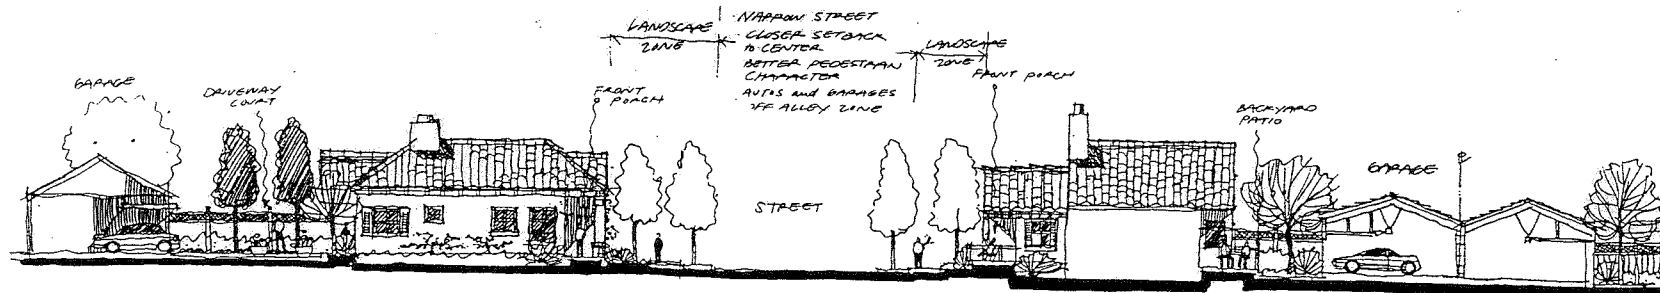 GARAGE
DRIVEWAY
COURT
LANDSCAPE
ZONE
FRONT
PORCH
NARROW STREET
CLOSER SETBACK
to CENTER
BETTER PEDESTRIAN
CHARACTER
AUTOS and GARAGES
OFF ALLEY ZONE
STREET
LANDSCAPE
ZONE
FRONT PORCH
BACKYARD
PATIO
GARAGE